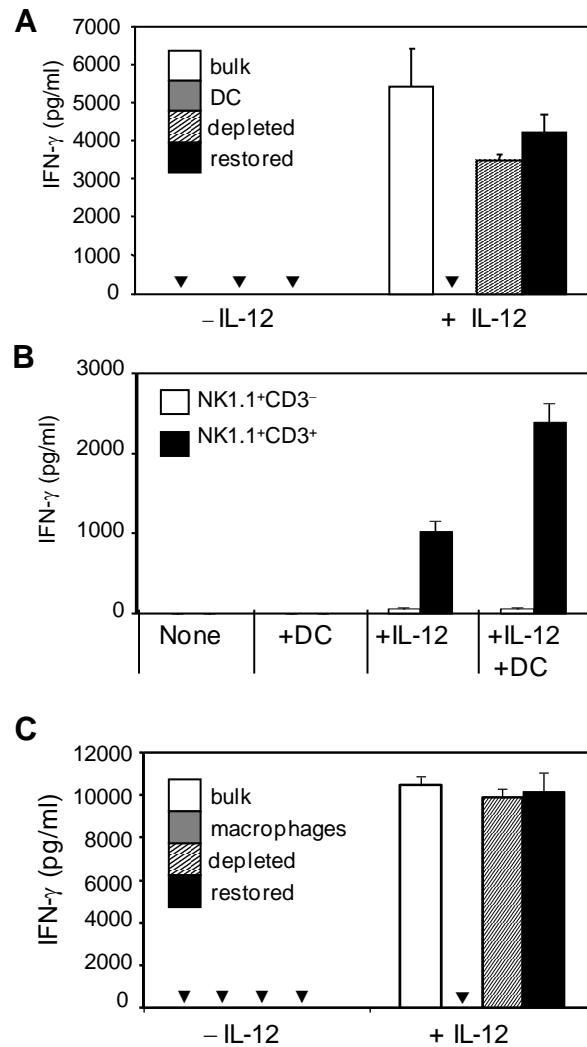 A
IFN-γ (pg/ml)
7000
6000
5000
4000
3000
2000
1000
0
bulk
DC
depleted
restored
– IL-12
+ IL-12
B
IFN-γ (pg/ml)
3000
2000
1000
0
NK1.1⁺CD3⁻
NK1.1⁺CD3⁺
None
+DC
+IL-12
+IL-12
+DC
C
IFN-γ (pg/ml)
12000
10000
8000
6000
4000
20000
0
bulk
macrophages
depleted
restored
– IL-12
+ IL-12